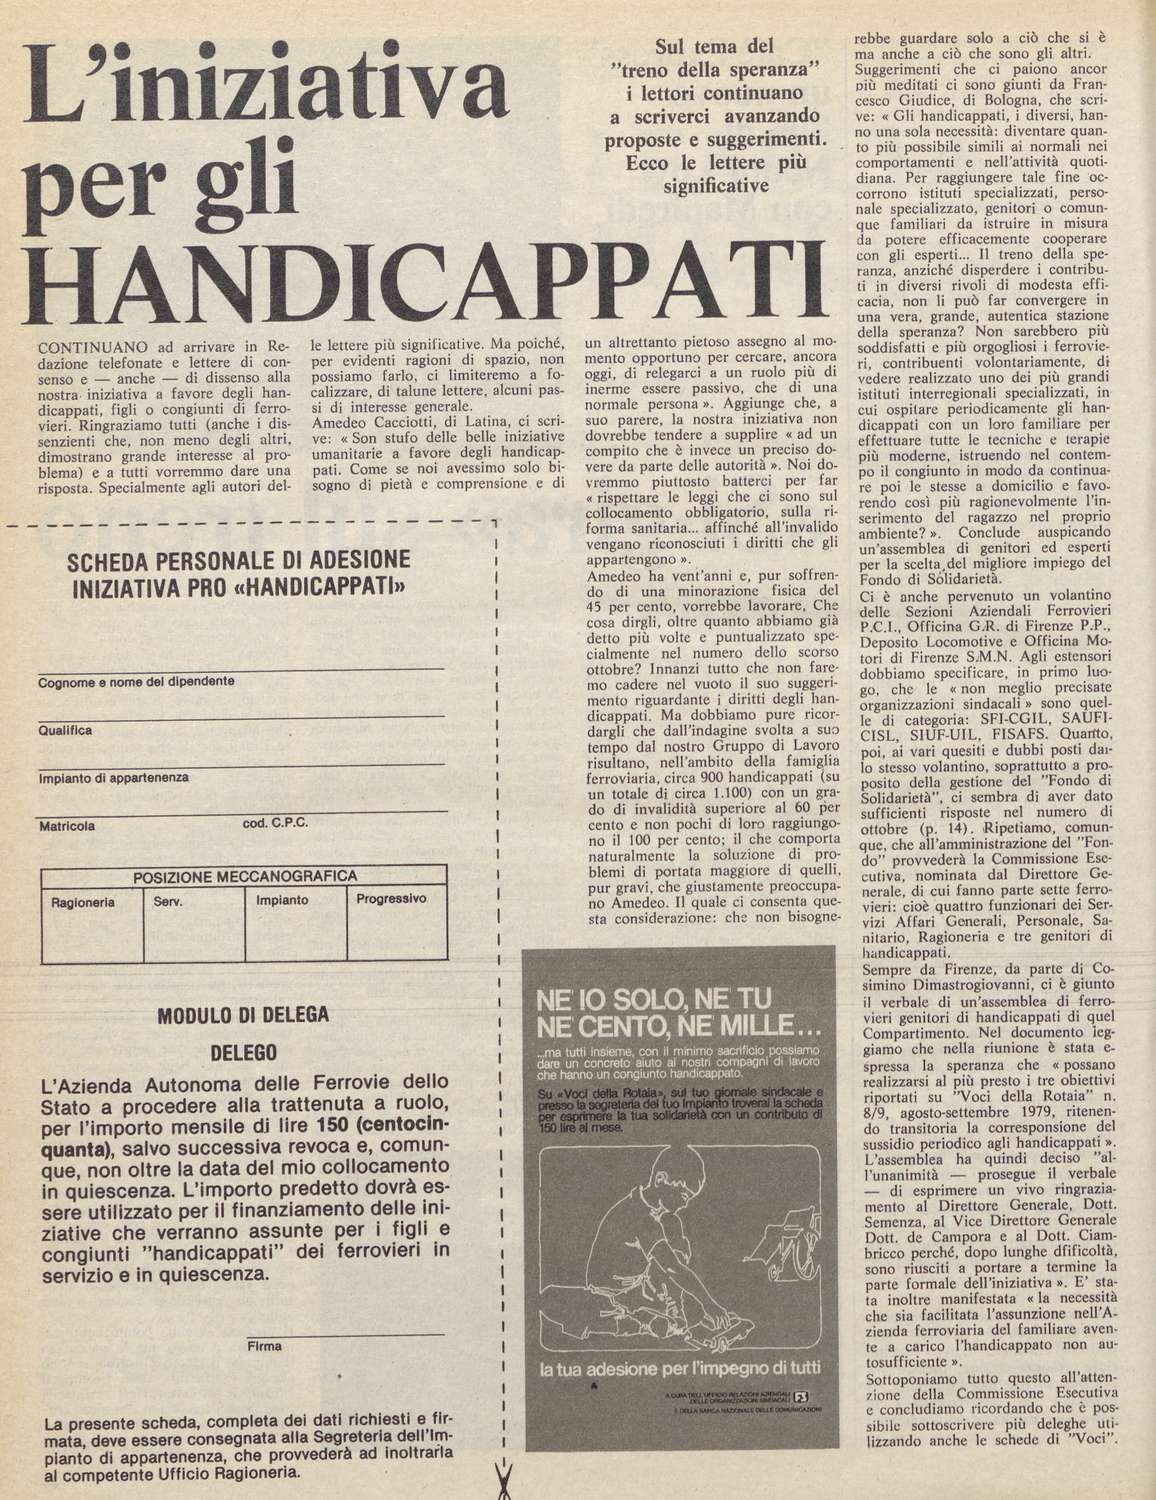 L'iniziativa
per gli
HANDICAPPATI
Sul tema del
"treno della speranza"
i lettori continuano
a scriverci avanzando
proposte e suggerimenti.
Ecco le lettere più
significative
CONTINUANO ad arrivare in Re-
dazione telefonate e lettere di con-
senso e — anche — di dissenso alla
nostra iniziativa a favore degli han-
dicappati, figli o congiunti di ferro-
vieri. Ringraziamo tutti (anche i dis-
senzienti che, non meno degli altri,
dimostrano grande interesse al pro-
blema) e a tutti vorremmo dare una
risposta. Specialmente agli autori del-
le lettere più significative. Ma poiché,
per evidenti ragioni di spazio, non
possiamo farlo, ci limiteremo a fo-
calizzare, di talune lettere, alcuni pas-
si di interesse generale.
Amedeo Cacciotti, di Latina, ci scri-
ve: « Son stufo delle belle iniziative
umanitarie a favore degli handicap-
pati. Come se noi avessimo solo bi-
sogno di pietà e comprensione e di
un altrettanto pietoso assegno al mo-
mento opportuno per cercare, ancora
oggi, di relegarci a un ruolo più di
inerme essere passivo, che di una
normale persona ». Aggiunge che, a
suo parere, la nostra iniziativa non
dovrebbe tendere a supplire « ad un
compito che è invece un preciso do-
vere da parte delle autorità ». Noi do-
vremmo piuttosto batterci per far
« rispettare le leggi che ci sono sul
collocamento obbligatorio, sulla ri-
forma sanitaria... affinché all'invalido
vengano riconosciuti i diritti che gli
appartengono ».
Amedeo ha vent'anni e, pur soffren-
do di una minorazione fisica del
45 per cento, vorrebbe lavorare, Che
cosa dirgli, oltre quanto abbiamo già
detto più volte e puntualizzato spe-
cialmente nel numero dello scorso
ottobre? Innanzi tutto che non fare-
mo cadere nel vuoto il suo suggeri-
mento riguardante i diritti degli han-
dicappati. Ma dobbiamo pure ricor-
dargli che dall'indagine svolta a suo
tempo dal nostro Gruppo di Lavoro
risultano, nell'ambito della famiglia
ferroviaria, circa 900 handicappati (su
un totale di circa 1.100) con un gra-
do di invalidità superiore al 60 per
cento e non pochi di loro raggiungo-
no il 100 per cento; il che comporta
naturalmente la soluzione di pro-
blemi di portata maggiore di quelli,
pur gravi, che giustamente preoccupa-
no Amedeo. Il quale ci consenta que-
sta considerazione: che non bisogne-
rebbe guardare solo a ciò che si è
ma anche a ciò che sono gli altri.
Suggerimenti che ci paiono ancor
più meditati ci sono giunti da Fran-
cesco Giudice, di Bologna, che scri-
ve: « Gli handicappati, i diversi, han-
no una sola necessità: diventare quan-
to più possibile simili ai normali nei
comportamenti e nell'attività quoti-
diana. Per raggiungere tale fine oc-
corrono istituti specializzati, perso-
nale specializzato, genitori o comun-
que familiari da istruire in misura
da potere efficacemente cooperare
con gli esperti... Il treno della spe-
ranza, anziché disperdere i contribu-
ti in diversi rivoli di modesta effi-
cacia, non li può far convergere in
una vera, grande, autentica stazione
della speranza? Non sarebbero più
soddisfatti e più orgogliosi i ferrovie-
ri, contribuenti volontariamente, di
vedere realizzato uno dei più grandi
istituti interregionali specializzati, in
cui ospitare periodicamente gli han-
dicappati con un loro familiare per
effettuare tutte le tecniche e terapie
più moderne, istruendo nel contem-
po il congiunto in modo da continua-
re poi le stesse a domicilio e favo-
rendo così più ragionevolmente l'in-
serimento del ragazzo nel proprio
ambiente? ». Conclude auspicando
un'assemblea di genitori ed esperti
per la scelta del migliore impiego del
Fondo di Solidarietà.
Ci è anche pervenuto un volantino
delle Sezioni Aziendali Ferrovieri
P.C.I., Officina G.R. di Firenze P.P.,
Deposito Locomotive e Officina Mo-
tori di Firenze S.M.N. Agli estensori
dobbiamo specificare, in primo luo-
go, che le « non meglio precisate
organizzazioni sindacali » sono quel-
le di categoria: SFI-CGIL, SAUFI-
CISL, SIUF-UIL, FISAFS. Quanto,
poi, ai vari quesiti e dubbi posti dal-
lo stesso volantino, soprattutto a pro-
posito della gestione del "Fondo di
Solidarietà", ci sembra di aver dato
sufficienti risposte nel numero di
ottobre (p. 14). Ripetiamo, comun-
que, che all'amministrazione del "Fon-
do" provvederà la Commissione Ese-
cutiva, nominata dal Direttore Ge-
nerale, di cui fanno parte sette ferro-
vieri: cioè quattro funzionari dei Ser-
vizi Affari Generali, Personale, Sa-
nitario, Ragioneria e tre genitori di
handicappati.
Sempre da Firenze, da parte di Co-
simino Dimastrogiovanni, ci è giunto
il verbale di un'assemblea di ferro-
vieri genitori di handicappati di quel
Compartimento. Nel documento leg-
giamo che nella riunione è stata e-
spressa la speranza che « possano
realizzarsi al più presto i tre obiettivi
riportati su "Voci della Rotaia" n.
8/9, agosto-settembre 1979, ritenen-
do transitoria la corresponsione del
sussidio periodico agli handicappati ».
L'assemblea ha quindi deciso "al-
l'unanimità — prosegue il verbale
— di esprimere un vivo ringrazia-
mento al Direttore Generale, Dott.
Semenza, al Vice Direttore Generale
Dott. de Campora e al Dott. Ciam-
bricco perché, dopo lunghe dfificoltà,
sono riusciti a portare a termine la
parte formale dell'iniziativa ». E' sta-
ta inoltre manifestata « la necessità
che sia facilitata l'assunzione nell'A-
zienda ferroviaria del familiare aven-
te a carico l'handicappato non au-
tosufficiente ».
Sottoponiamo tutto questo all'atten-
zione della Commissione Esecutiva
e concludiamo ricordando che è pos-
sibile sottoscrivere più deleghe uti-
lizzando anche le schede di "Voci".
SCHEDA PERSONALE DI ADESIONE
INIZIATIVA PRO «HANDICAPPATI»
Cognome e nome del dipendente
Qualifica
Impianto di appartenenza
Matricola cod. C.P.C.
POSIZIONE MECCANOGRAFICA
Ragioneria Serv. Impianto Progressivo
MODULO DI DELEGA
DELEGO
L'Azienda Autonoma delle Ferrovie dello
Stato a procedere alla trattenuta a ruolo,
per l'importo mensile di lire 150 (centocin-
quanta), salvo successiva revoca e, comun-
que, non oltre la data del mio collocamento
in quiescenza. L'importo predetto dovrà es-
sere utilizzato per il finanziamento delle ini-
ziative che verranno assunte per i figli e
congiunti "handicappati" dei ferrovieri in
servizio e in quiescenza.
Firma
La presente scheda, completa dei dati richiesti e fir-
mata, deve essere consegnata alla Segreteria dell'Im-
pianto di appartenenza, che provvederà ad inoltrarla
al competente Ufficio Ragioneria.
NE' IO SOLO, NE' TU
NE CENTO, NE MILLE...
...ma tutti insieme, con il minimo sacrificio possiamo
dare un concreto aiuto ai nostri compagni di lavoro
che hanno un congiunto handicappato.
Su «Voci della Rotaia», sul tuo giornale sindacale e
presso la segreteria del tuo Impianto troverai la scheda
per esprimere la tua solidarietà con un contributo di
150 lire al mese.
la tua adesione per l'impegno di tutti
A CURA DELL'UFFICIO RELAZIONI AZIENDALI
DELLE ORGANIZZAZIONI SINDACALI FS
E DELLA BANCA NAZIONALE DELLE COMUNICAZIONI